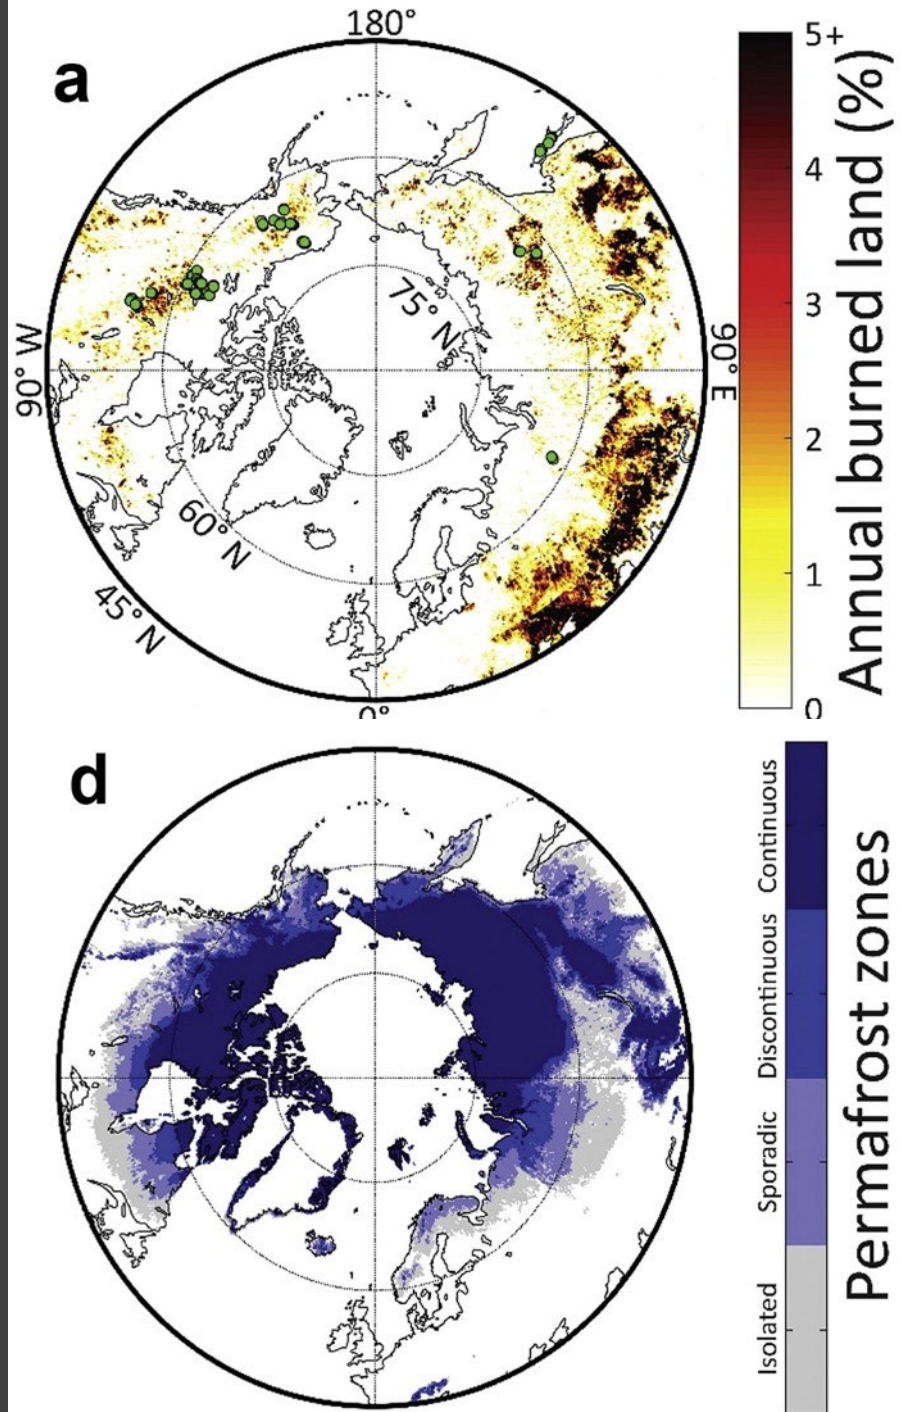 a
180°
90° W
90° E
0°
75° N
60° N
45° N
5+
4
3
2
1
0
Annual burned land (%)
d
Continuous
Discontinuous
Sporadic
Isolated
Permafrost zones